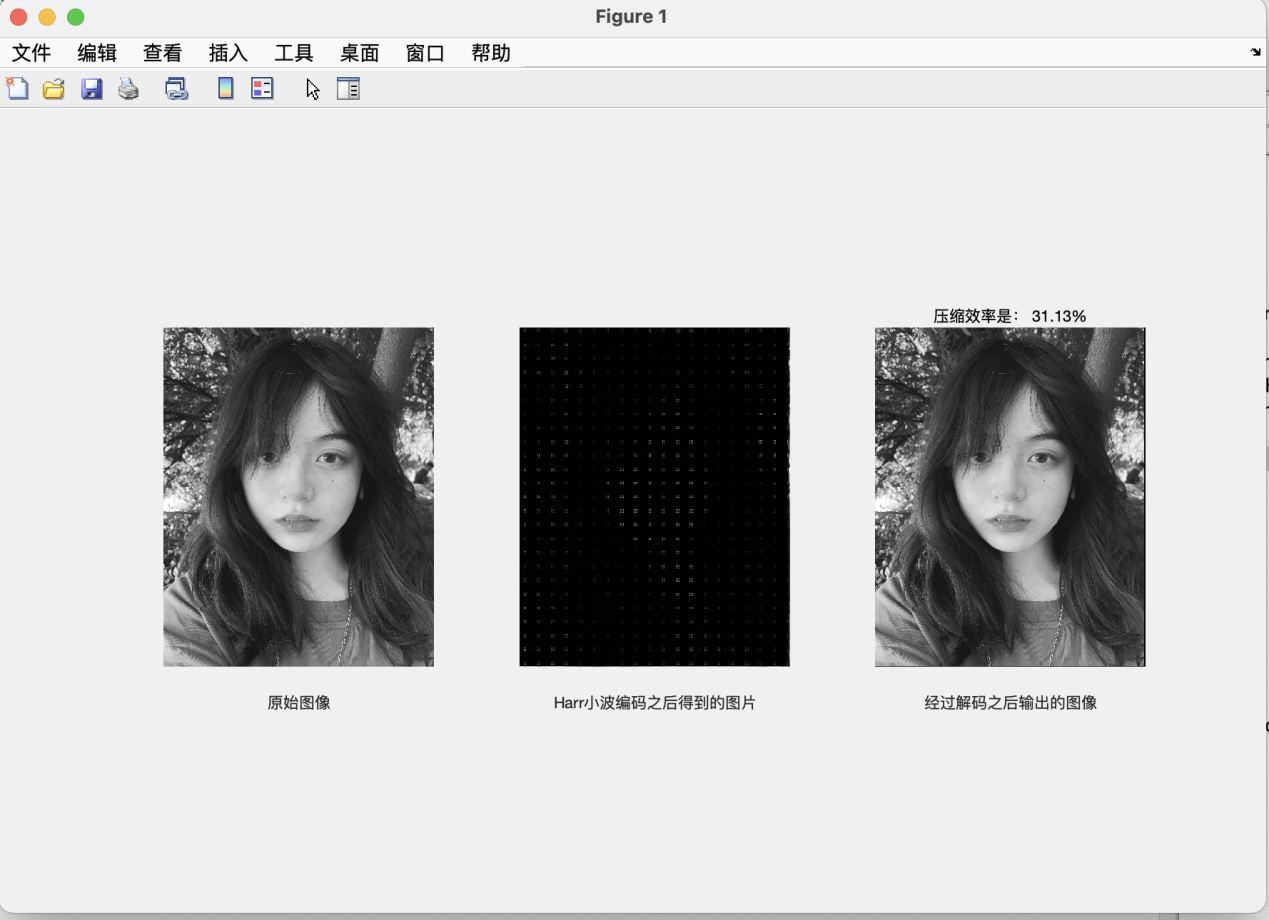 Figure 1
文件 编辑 查看 插入 工具 桌面 窗口 帮助
压缩效率是： 31.13%
原始图像
Harr小波编码之后得到的图片
经过解码之后输出的图像